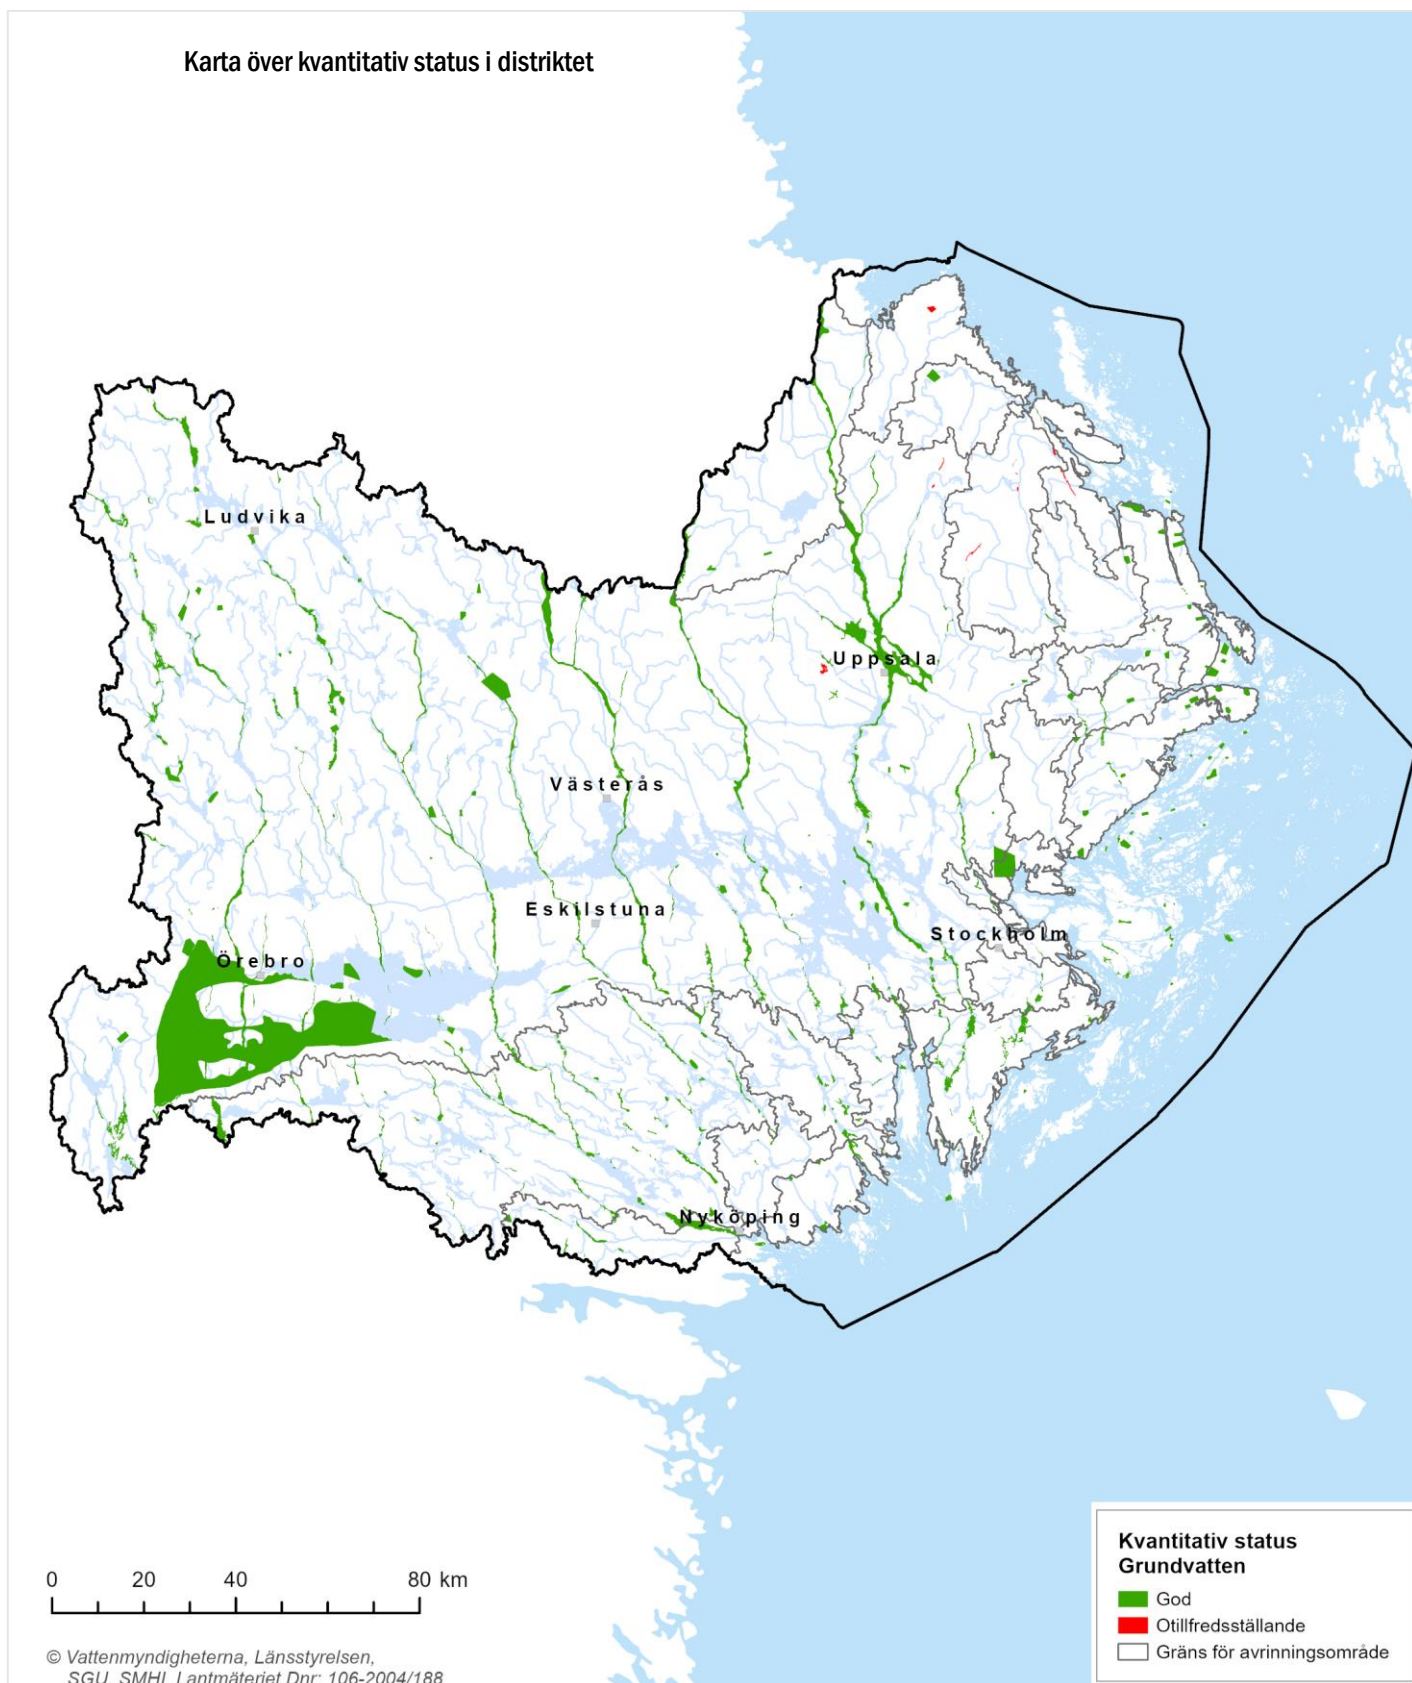 Karta över kvantitativ status i distriktet
Ludvika
Uppsala
Västerås
Eskilstuna
Stockholm
Örebro
Nyköping
0 20 40 80 km
© Vattenmyndigheterna, Länsstyrelsen,
SGU, SMHI, Lantmäteriet Dnr: 106-2004/188
Kvantitativ status
Grundvatten
God
Otillfredsställande
Gräns för avrinningsområde